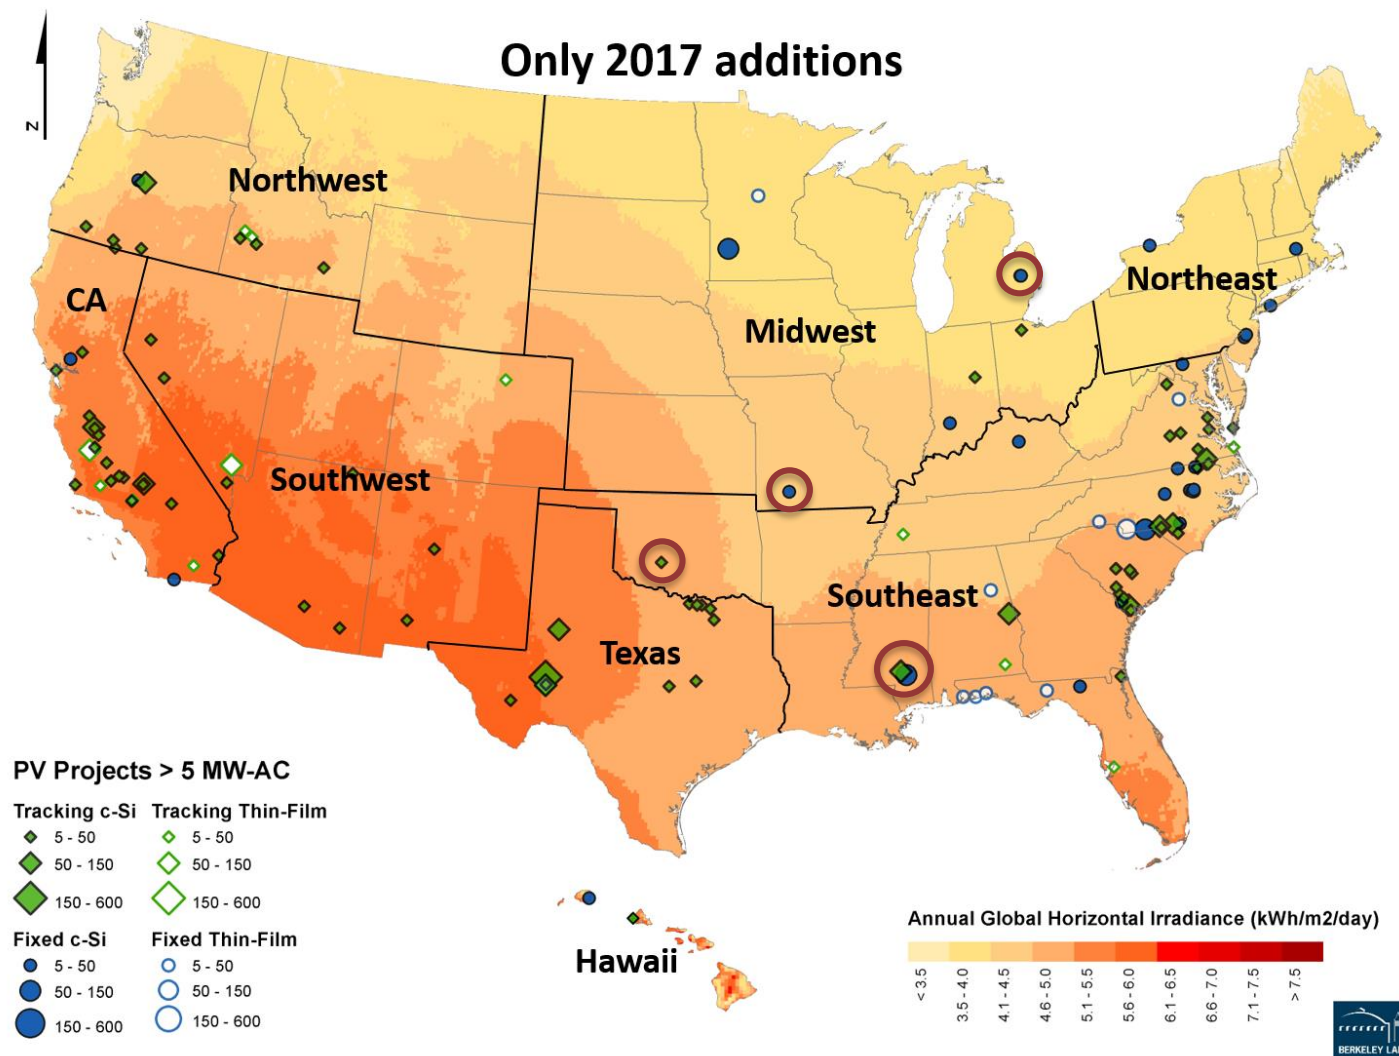 Only 2017 additions
N
Northwest
CA
Northeast
Midwest
Southwest
Southeast
Texas
Hawaii
PV Projects > 5 MW-AC
Tracking c-Si
5 - 50
50 - 150
150 - 600
Tracking Thin-Film
5 - 50
50 - 150
150 - 600
Fixed c-Si
5 - 50
50 - 150
150 - 600
Fixed Thin-Film
5 - 50
50 - 150
150 - 600
Annual Global Horizontal Irradiance (kWh/m2/day)
< 3.5
3.5 - 4.0
4.1 - 4.5
4.6 - 5.0
5.1 - 5.5
5.6 - 6.0
6.1 - 6.5
6.6 - 7.0
7.1 - 7.5
> 7.5
BERKELEY LA